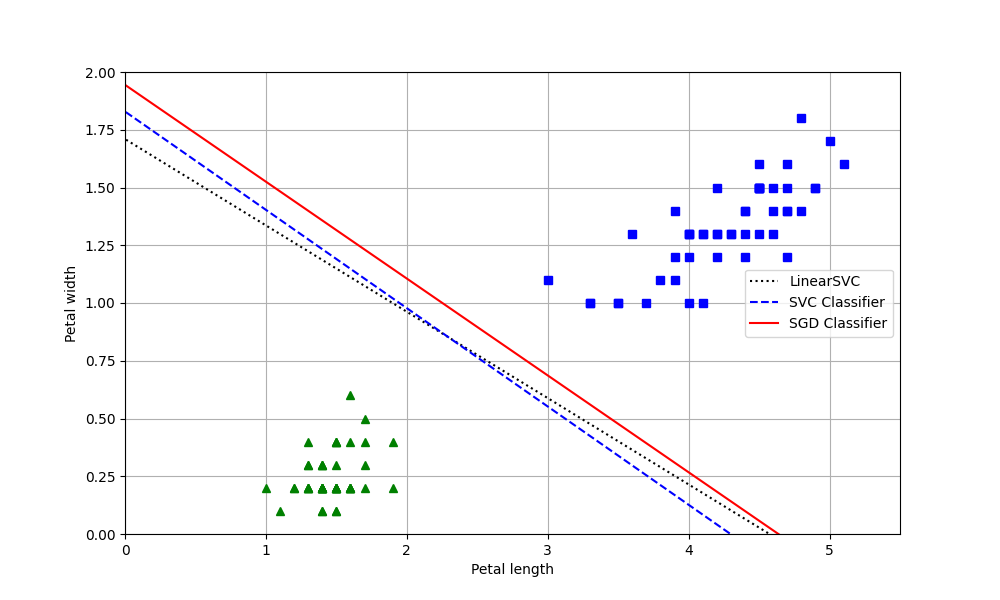 2.00
1.75
1.50
1.25
1.00
0.75
0.50
0.25
0.00
Petal width
LinearSVC
SVC Classifier
SGD Classifier
0 1 2 3 4 5
Petal length